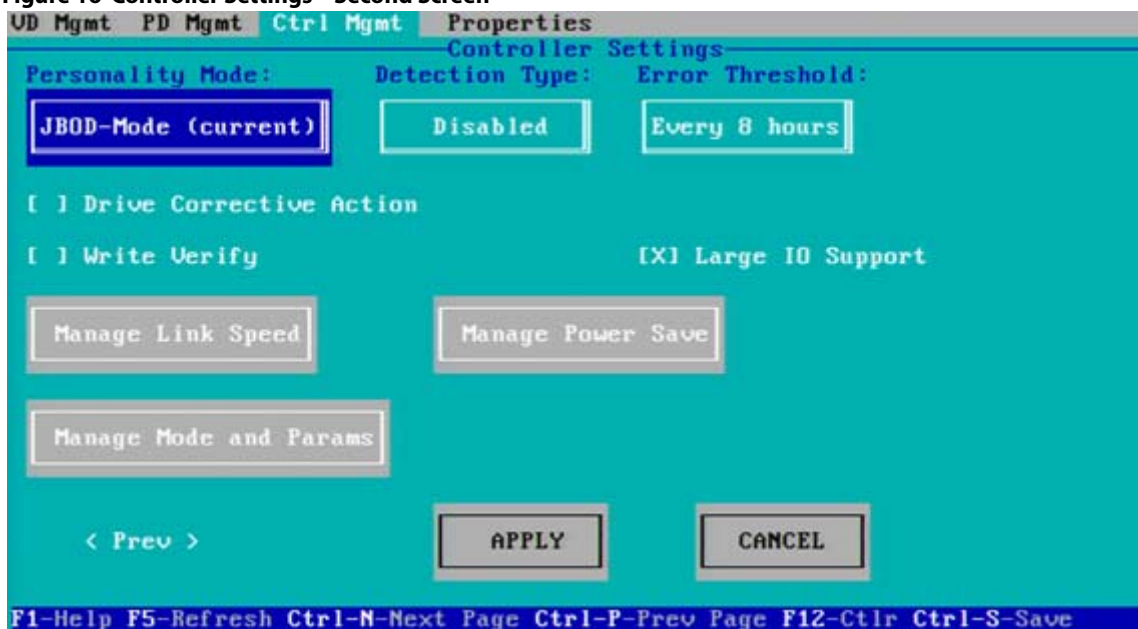 Figure 16 Controller Settings – Second Screen
VD Mgmt PD Mgmt Ctrl Mgmt Properties
Controller Settings
Personality Mode: Detection Type: Error Threshold:
JBOD-Mode (current) Disabled Every 8 hours
[ ] Drive Corrective Action
[ ] Write Verify [X] Large IO Support
Manage Link Speed Manage Power Save
Manage Mode and Params
< Prev > APPLY CANCEL
F1-Help F5-Refresh Ctrl-N-Next Page Ctrl-P-Prev Page F12-Ctlr Ctrl-S-Save